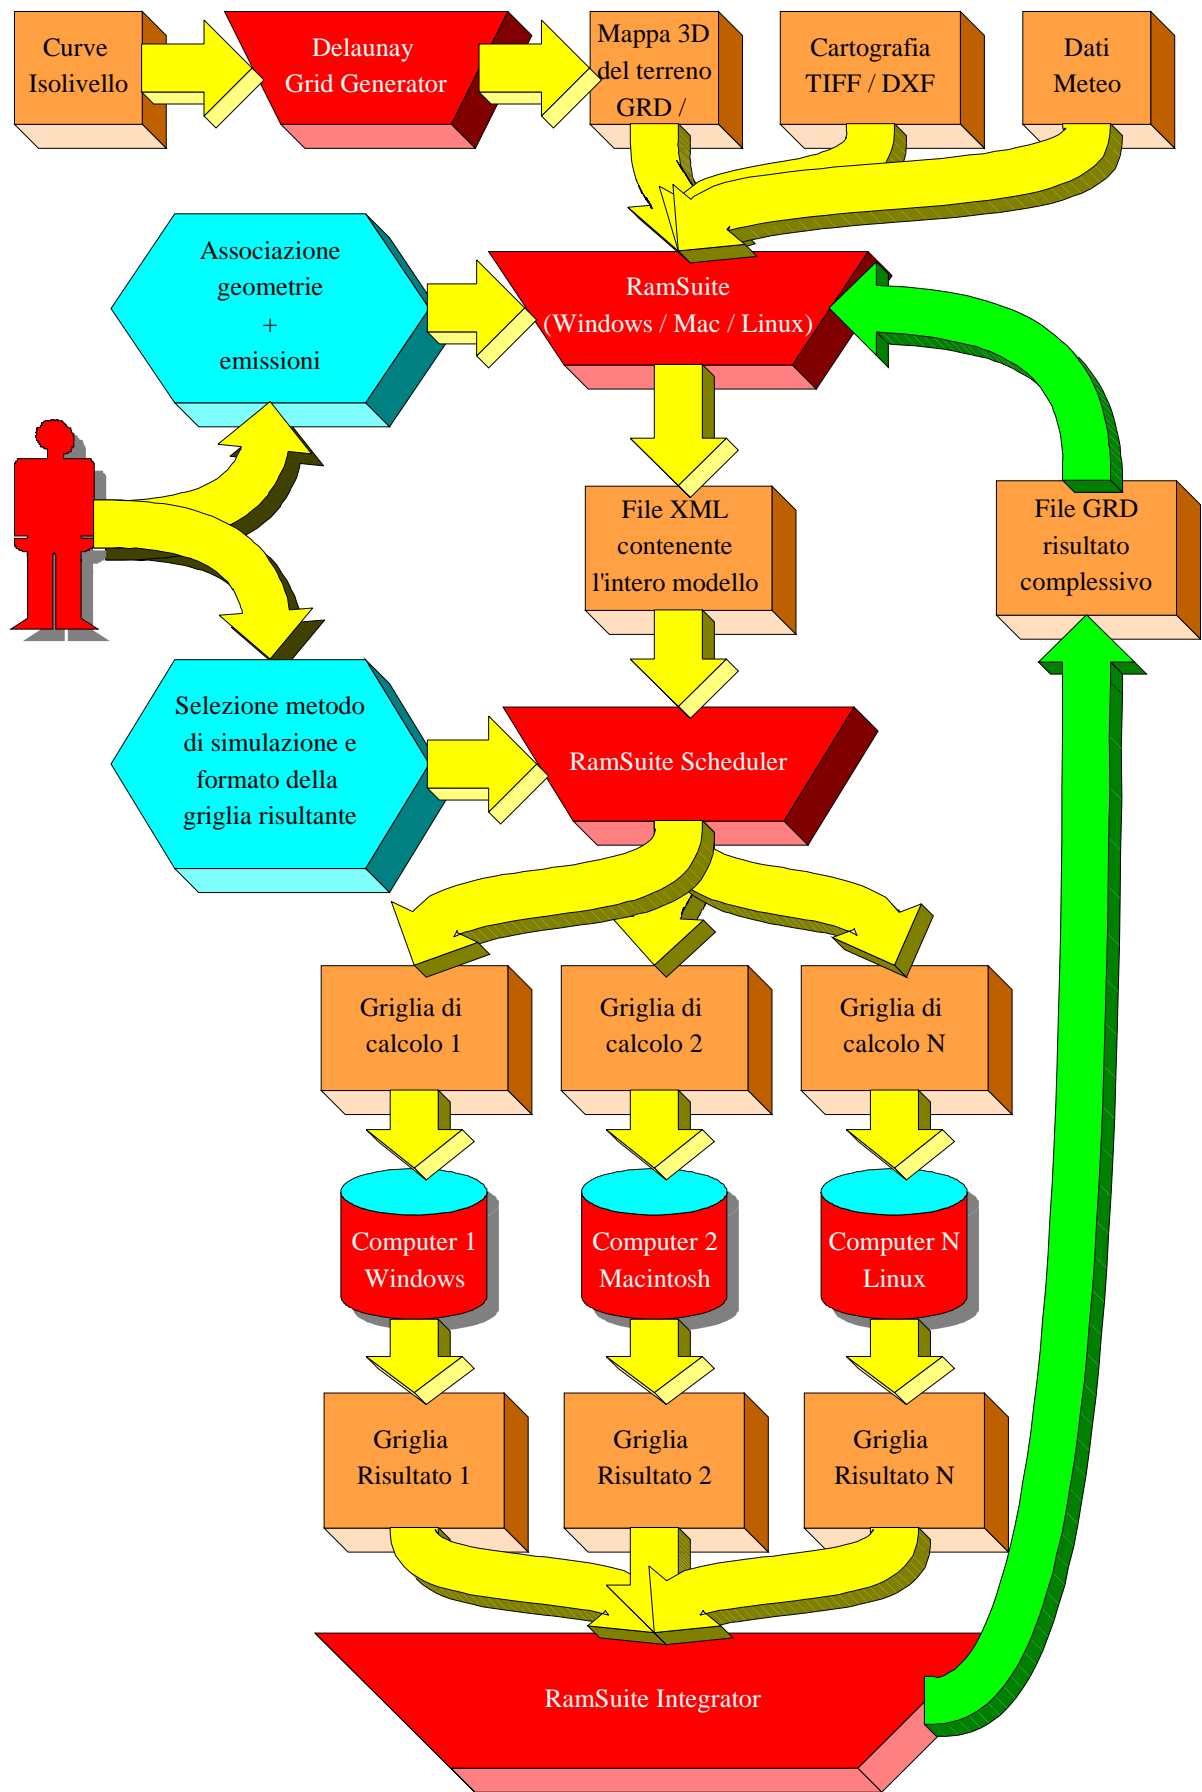 Curve
Isolivello
Delaunay
Grid Generator
Mappa 3D
del terreno
GRD /
Cartografia
TIFF / DXF
Dati
Meteo
Associazione
geometrie
+
emissioni
RamSuite
(Windows / Mac / Linux)
File XML
contenente
l'intero modello
File GRD
risultato
complessivo
Selezione metodo
di simulazione e
formato della
griglia risultante
RamSuite Scheduler
Griglia di
calcolo 1
Griglia di
calcolo 2
Griglia di
calcolo N
Computer 1
Windows
Computer 2
Macintosh
Computer N
Linux
Griglia
Risultato 1
Griglia
Risultato 2
Griglia
Risultato N
RamSuite Integrator